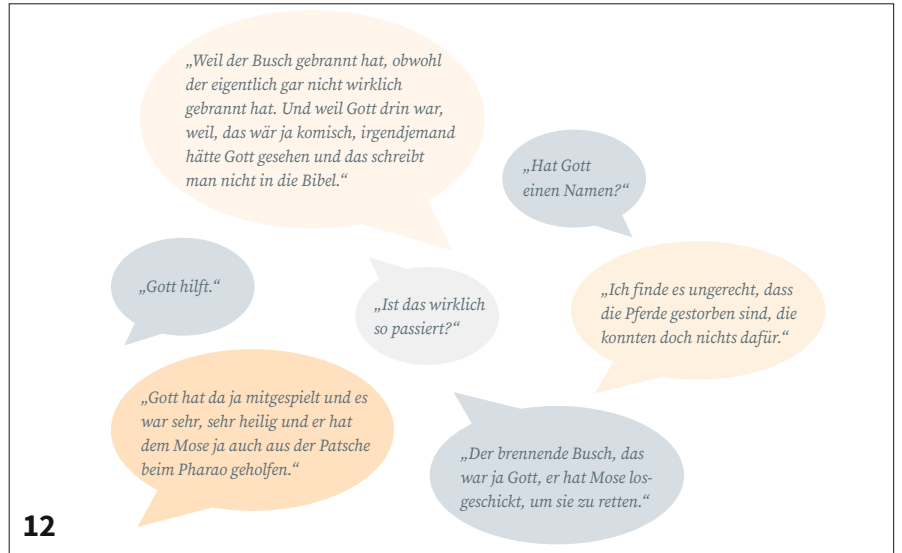 „Weil der Busch gebrannt hat, obwohl
der eigentlich gar nicht wirklich
gebrannt hat. Und weil Gott drin war,
weil, das wär ja komisch, irgendjemand
hätte Gott gesehen und das schreibt
man nicht in die Bibel.“
„Hat Gott
einen Namen?“
„Gott hilft.“
„Ist das wirklich
so passiert?“
„Ich finde es ungerecht, dass
die Pferde gestorben sind, die
konnten doch nichts dafür.“
„Gott hat da ja mitgespielt und es
war sehr, sehr heilig und er hat
dem Mose ja auch aus der Patsche
beim Pharao geholfen.“
„Der brennende Busch, das
war ja Gott, er hat Mose los-
geschickt, um sie zu retten.“
12